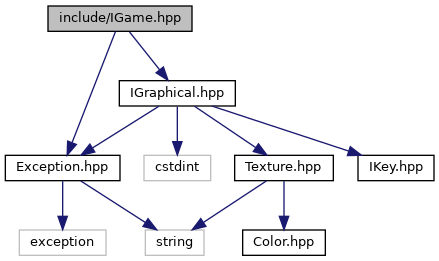 include/IGame.hpp
IGraphical.hpp
Exception.hpp
cstdint
Texture.hpp
IKey.hpp
exception
string
Color.hpp